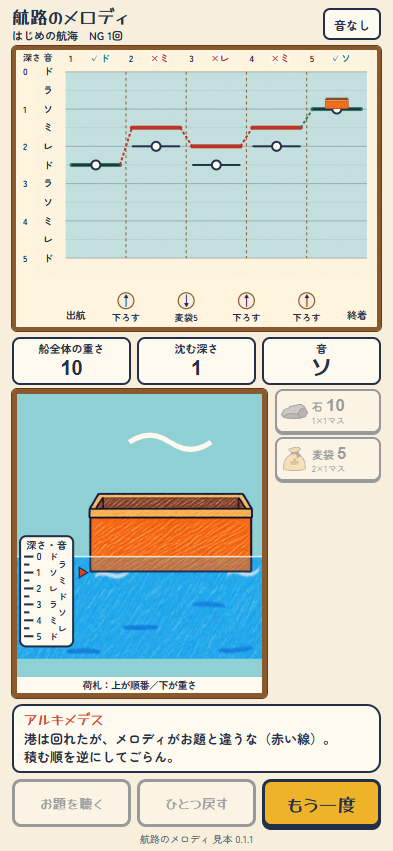 航路のメロディ
はじめの航海 NG 1回
音なし
深さ 音 1 ✓ド 2 ×ミ 3 ×レ 4 ×ミ 5 ✓ソ
0 ド
ラ
1 ソ
ミ
2 レ
ド
3 ラ
ソ
4 ミ
レ
5 ド
出航 下ろす 麦袋5 下ろす 下ろす 終着
船全体の重さ
10
沈む深さ
1
音
ソ
石 10
1×1マス
麦袋 5
2×1マス
深さ・音
0 ド
ラ
1 ソ
ミ
2 レ
ド
3 ラ
ソ
4 ミ
レ
5 ド
荷札：上が順番／下が重さ
アルキメデス
港は回れたが、メロディがお題と違うな（赤い線）。
積む順を逆にしてごらん。
お題を聴く
ひとつ戻す
もう一度
航路のメロディ 見本 0.1.1